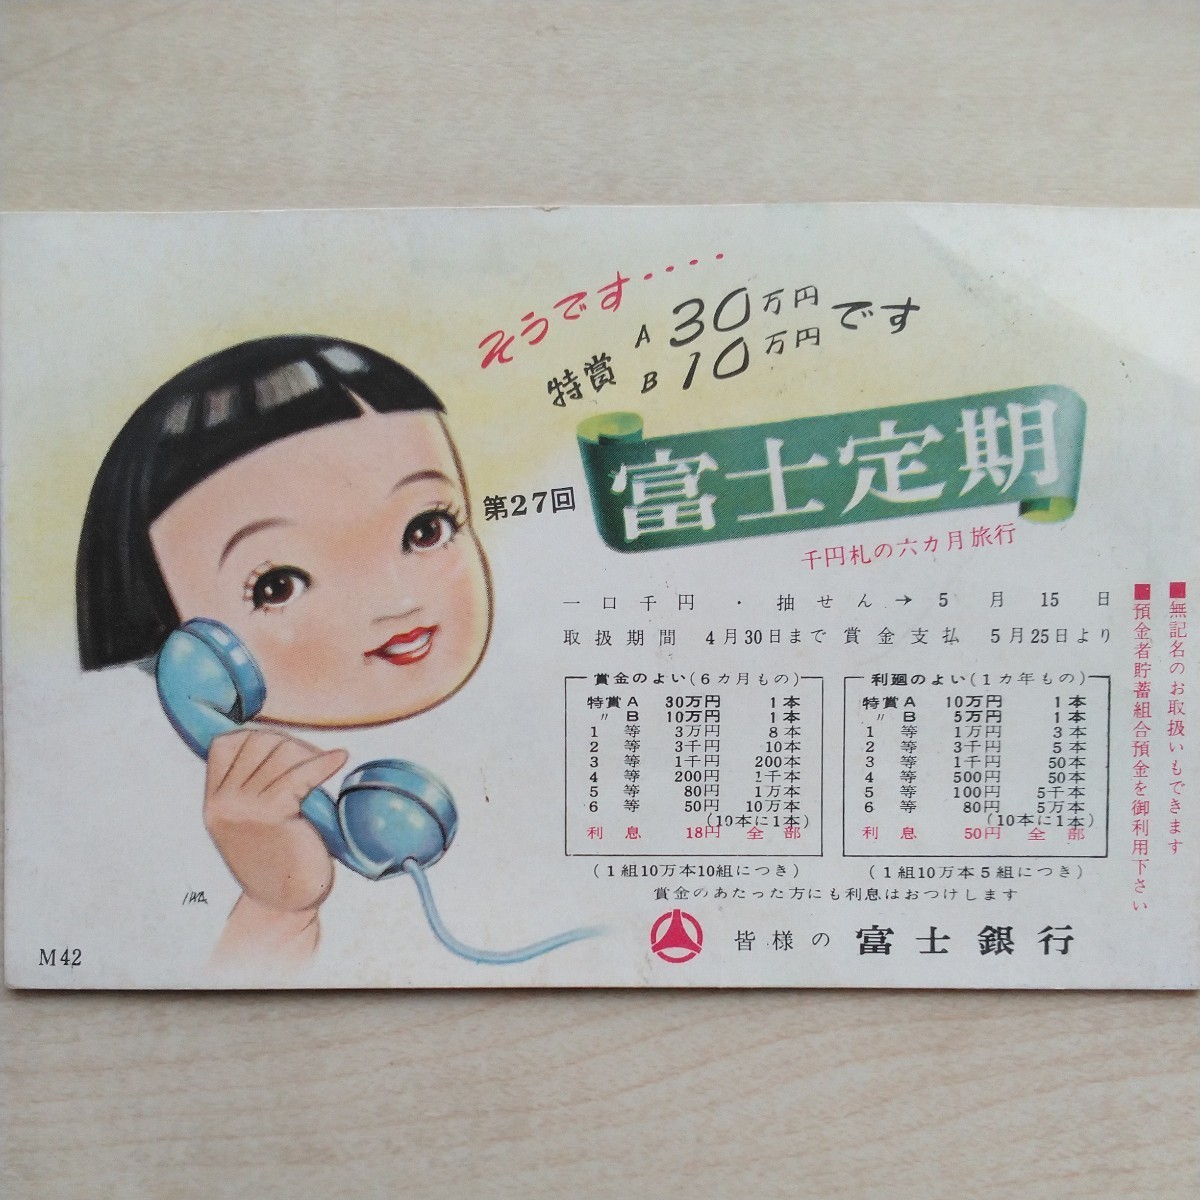 そうです・・・・
特賞 A 30万円 B 10万円 です
第27回
富士定期
千円札の六カ月旅行
一口千円・抽せん→5月15日
取扱期間 4月30日まで 賞金支払 5月25日より
賞金のよい(6カ月もの)
特賞A 30万円 1本
〃 B 10万円 1本
1等 3万円 8本
2等 3千円 10本
3等 1千円 200本
4等 200円 1千本
5等 80円 1万本
6等 50円 10万本
(10本に1本)
利息 18円 全部
(1組10万本10組につき)
利廻のよい(1カ年もの)
特賞A 10万円 1本
〃 B 5万円 1本
1等 1万円 3本
2等 3千円 5本
3等 1千円 50本
4等 500円 50本
5等 100円 5千本
6等 80円 5万本
(10本に1本)
利息 50円 全部
(1組10万本5組につき)
賞金のあたった方にも利息はおつけします
皆様の 富士銀行
■無記名のお取扱いもできます
■預金者貯蓄組合預金を御利用下さい
M42